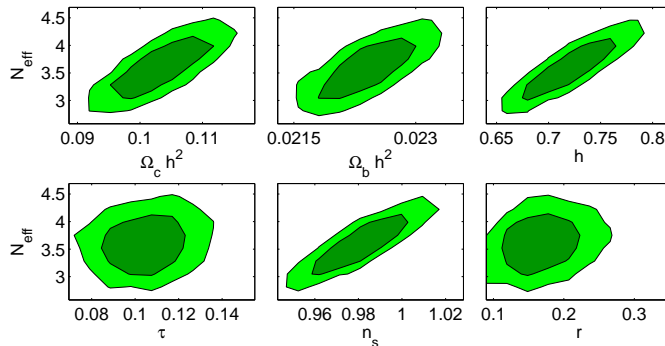 4.5
4
3.5
3
N_eff
0.09 0.1 0.11
0.0215 0.023
0.65 0.7 0.75 0.8
Ω_c h²
Ω_b h²
h
4.5
4
3.5
3
N_eff
0.08 0.1 0.12 0.14
0.96 0.98 1 1.02
0.1 0.2 0.3
τ
n_s
r